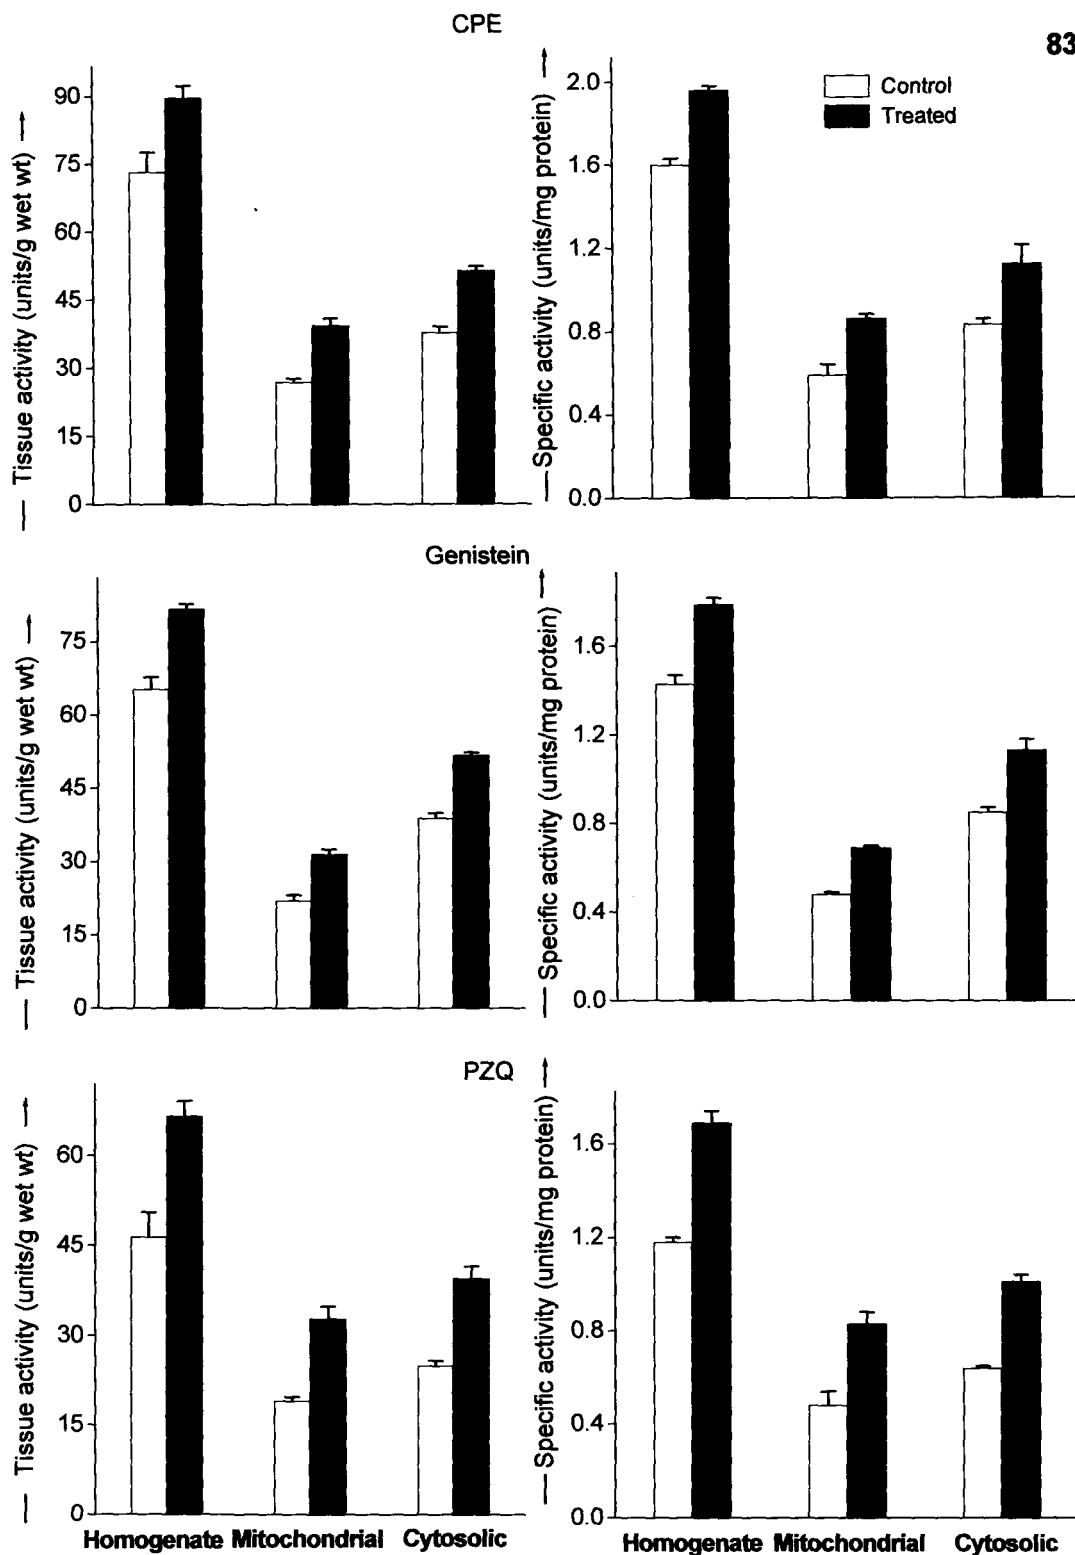 CPE
83
Control
Treated
Tissue activity (units/g wet wt)
90
75
60
45
30
15
0
Specific activity (units/mg protein)
2.0
1.6
1.2
0.8
0.4
0.0
Genistein
Tissue activity (units/g wet wt)
75
60
45
30
15
0
Specific activity (units/mg protein)
1.6
1.2
0.8
0.4
0.0
PZQ
Tissue activity (units/g wet wt)
60
45
30
15
0
Specific activity (units/mg protein)
1.6
1.2
0.8
0.4
0.0
Homogenate Mitochondrial Cytosolic
Homogenate Mitochondrial Cytosolic